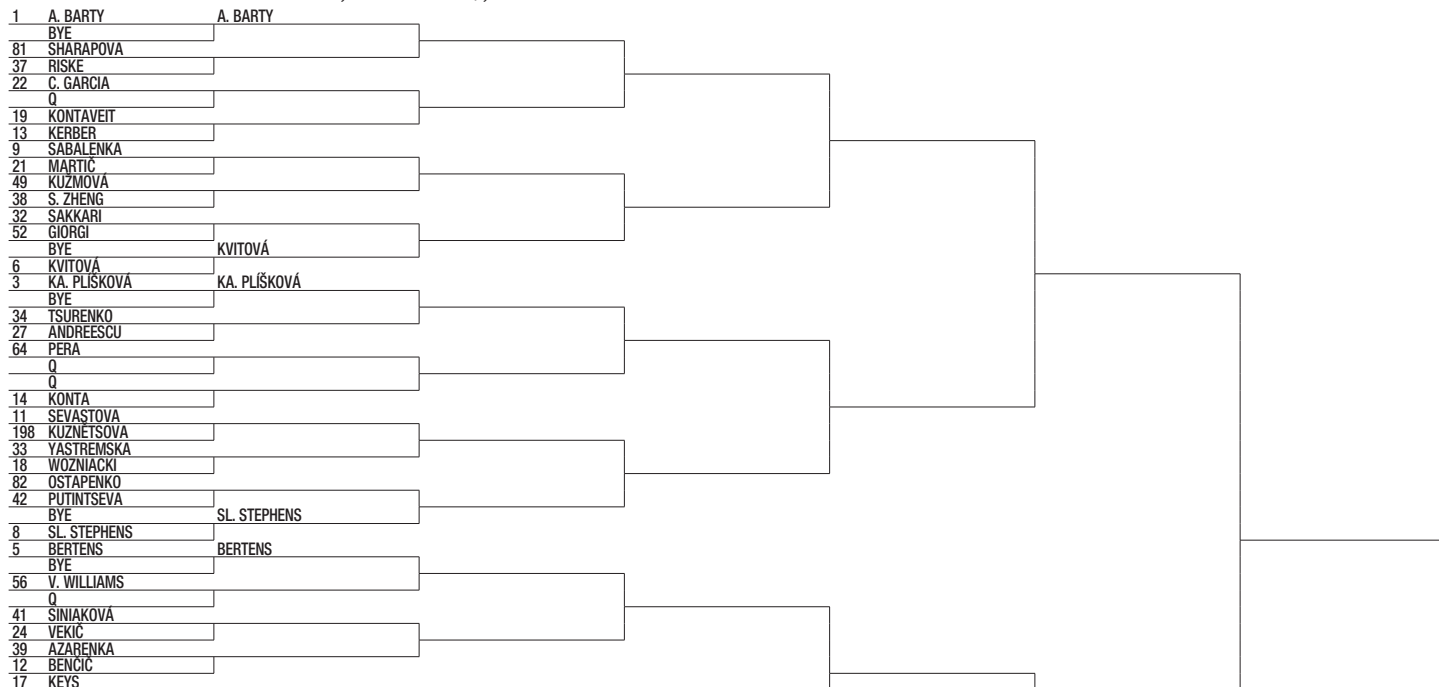 1 A. BARTY A. BARTY
BYE
81 SHARAPOVA
37 RISKE
22 C. GARCIA
Q
19 KONTAVEIT
13 KERBER
9 SABALENKA
21 MARTIČ
49 KUŽMOVÁ
38 S. ZHENG
32 SAKKARI
52 GIORGI
BYE KVITOVÁ
6 KVITOVÁ
3 KA. PLÍŠKOVÁ KA. PLÍŠKOVÁ
BYE
34 TSURENKO
27 ANDREESCU
64 PERA
Q
Q
14 KONTA
11 SEVASTOVA
198 KUZNETSOVA
33 YASTREMSKA
18 WOZNIACKI
82 OSTAPENKO
42 PUTINTSEVA
BYE SL. STEPHENS
8 SL. STEPHENS
5 BERTENS BERTENS
BYE
56 V. WILLIAMS
Q
41 SINIAKOVÁ
24 VEKIČ
39 AZARENKA
12 BENČIČ
17 KEYS